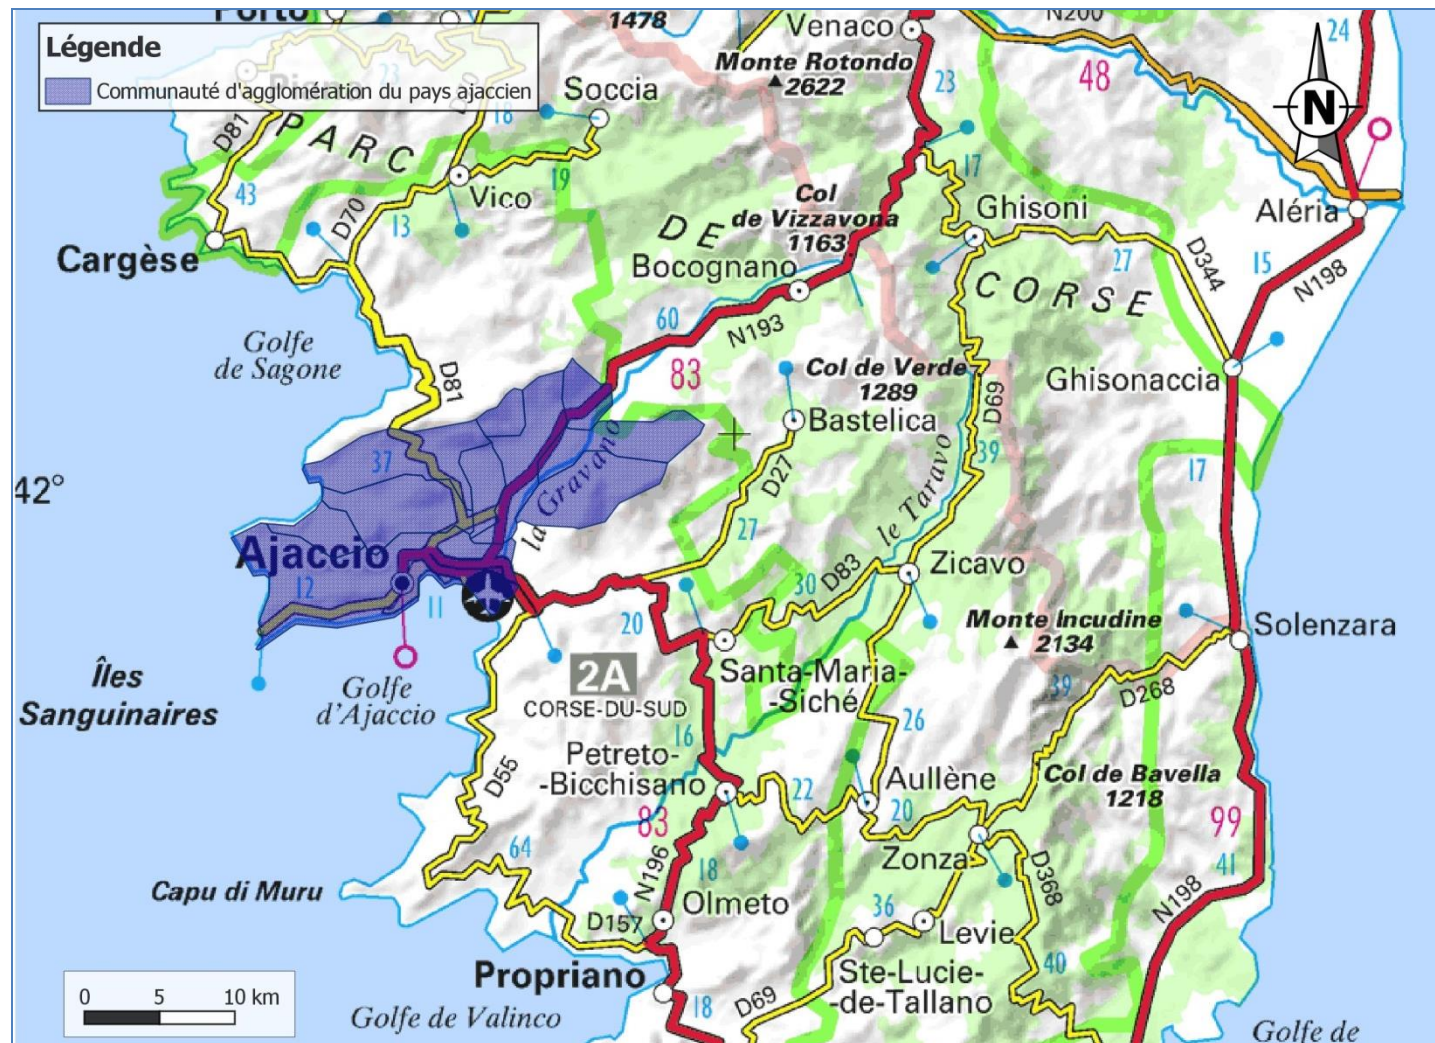 Légende
Communauté d'agglomération du pays ajaccien
Porto
1478
Venaco
N200
24
Monte Rotondo
2622
23
48
Piana
23
18
Soccia
D81
PARC
N
43
D70
13
Vico
19
17
Col
de Vizzavona
1163
DE
Ghisoni
Aléria
Cargèse
Bocognano
27
D344
15
N198
CORSE
60
N193
Golfe
de Sagone
D81
83
Col de Verde
1289
D69
Ghisonaccia
Bastelica
37
la Gravano
39
17
42°
D27
le Taravo
27
Ajaccio
12
11
30
D83
Zicavo
20
Monte Incudine
2134
Solenzara
Îles
Sanguinaires
Golfe
d'Ajaccio
2A
CORSE-DU-SUD
Santa-Maria-
-Siché
39
D268
16
26
D55
Petreto-
-Bicchisano
22
Aullène
20
Col de Bavella
1218
83
99
64
Zonza
41
D368
Capu di Muru
N196
18
Olmeto
36
N198
D157
Levie
40
Propriano
Ste-Lucie-
-de-Tallano
0 5 10 km
Golfe de Valinco
18
D69
Golfe de